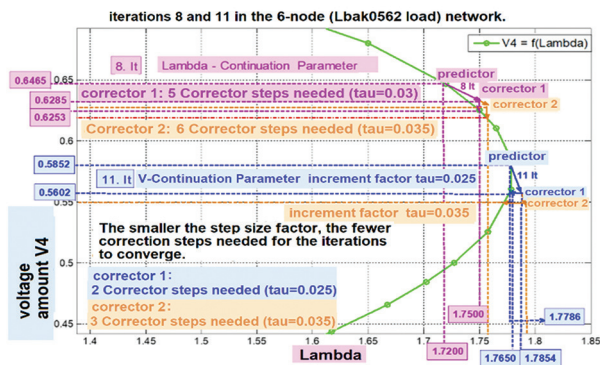 iterations 8 and 11 in the 6-node (Lbak0562 load) network.
V4 = f(Lambda)
8. It Lambda - Continuation Parameter
predictor
8 It
corrector 1
corrector 2
0.6465
0.65
corrector 1: 5 Corrector steps needed (tau=0.03)
0.6285
Corrector 2: 6 Corrector steps needed (tau=0.035)
0.6253
0.6
predictor
0.5852
11. It V-Continuation Parameter increment factor tau=0.025
11 It
corrector 1
corrector 2
0.5602
0.55
increment factor tau=0.035
The smaller the step size factor, the fewer
correction steps needed for the iterations
to converge.
voltage
amount V4
0.5
corrector 1:
2 Corrector steps needed (tau=0.025)
corrector 2:
3 Corrector steps needed (tau=0.035)
0.45
1.7500
1.7200
1.7786
1.7650
1.7854
1.4
1.45
1.5
1.55
1.6
1.65
1.7
1.75
1.8
1.85
Lambda